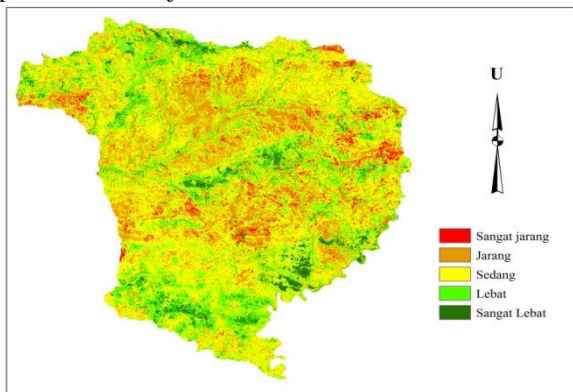 U
Sangat jarang
Jarang
Sedang
Lebat
Sangat Lebat